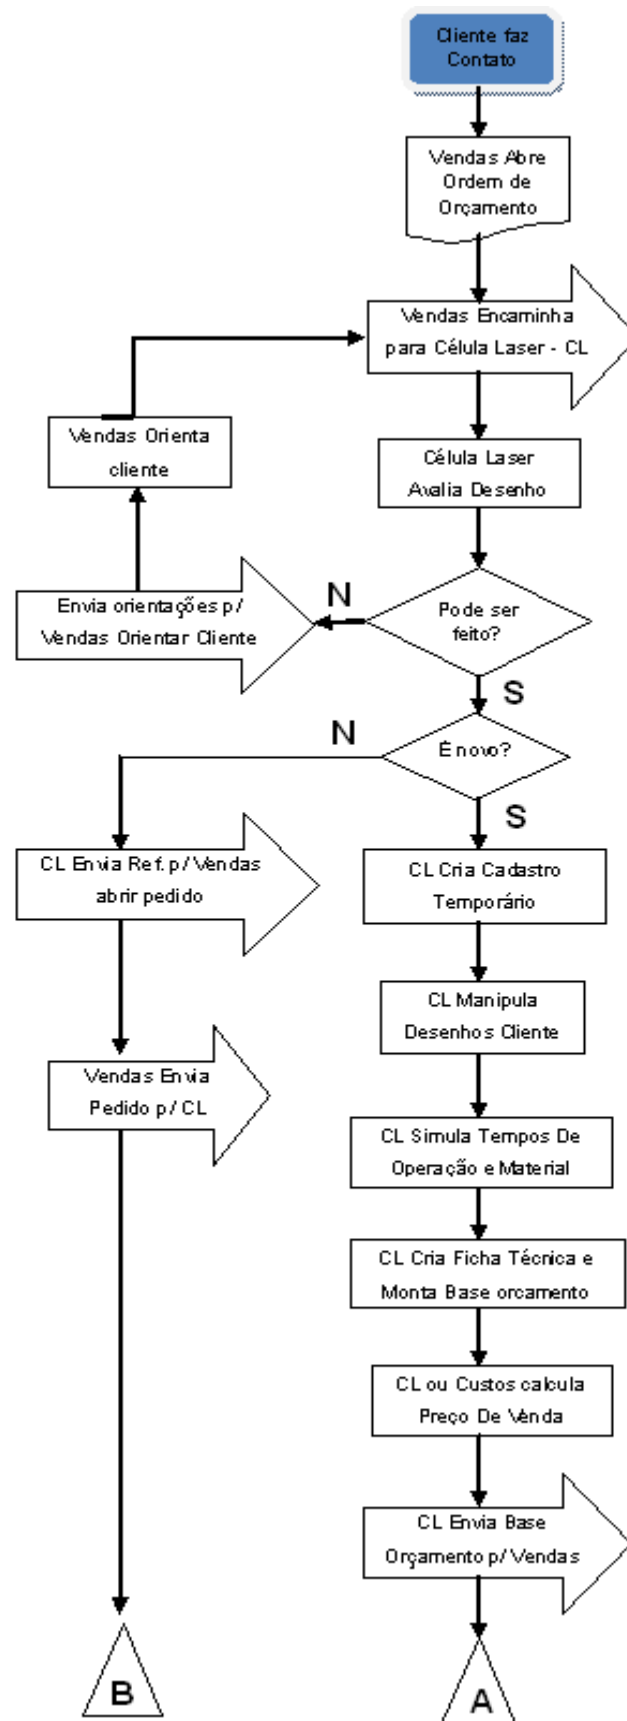 Cliente faz
Contato
Vendas Abre
Ordem de
Orçamento
Vendas Encaminha
para Célula Laser - CL
Vendas Orienta
cliente
Célula Laser
Avalia Desenho
Envia orientações p/
Vendas Orientar Cliente
N
Pode ser
feito?
S
N
É novo?
S
CL Envia Ref. p/ Vendas
abrir pedido
CL Cria Cadastro
Temporário
CL Manipula
Desenhos Cliente
Vendas Envia
Pedido p/ CL
CL Simula Tempos De
Operação e Material
CL Cria Ficha Técnica e
Monta Base orcamento
CL ou Custos calcula
Preço De Venda
CL Envia Base
Orçamento p/ Vendas
B
A